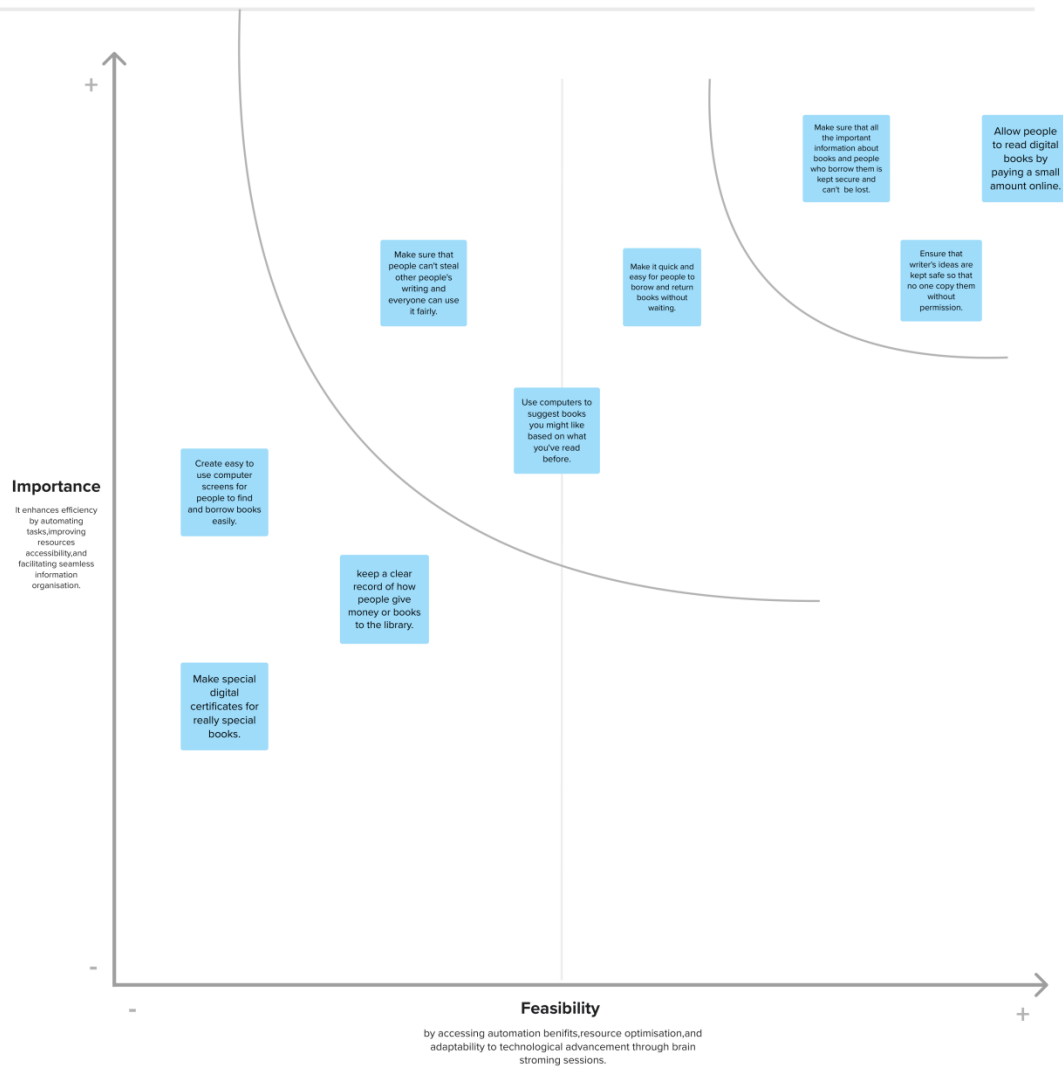 +
Make sure that all
the important
information about
books and people
who borrow them is
kept secure and
can't be lost.
Allow people
to read digital
books by
paying a small
amount online.
Make sure that
people can't steal
other people's
writing and
everyone can use
it fairly.
Make it quick and
easy for people to
borow and return
books without
waiting.
Ensure that
writer's ideas are
kept safe so that
no one copy them
without
permission.
Use computers to
suggest books
you might like
based on what
you've read
before.
Create easy to
use computer
screens for
people to find
and borrow books
easily.
Importance
It enhances efficiency
by automating
tasks,improving
resources
accessibility,and
facilitating seamless
information
organisation.
keep a clear
record of how
people give
money or books
to the library.
Make special
digital
certificates for
really special
books.
-
-
Feasibility
+
by accessing automation benifits,resource optimisation,and
adaptability to technological advancement through brain
stroming sessions.